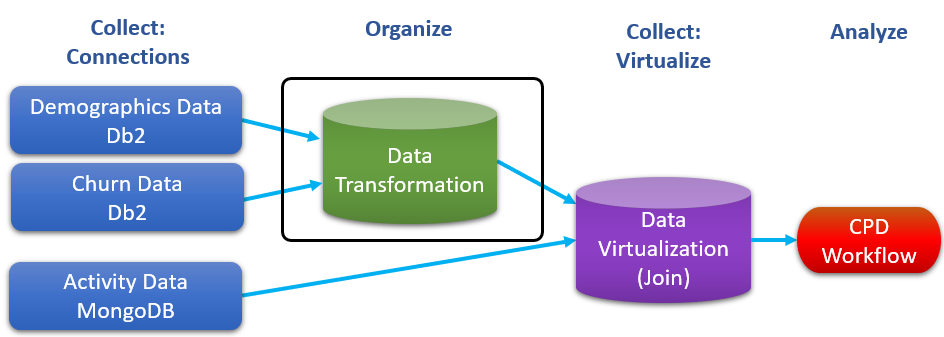 Collect:
Connections
Organize
Collect:
Virtualize
Analyze
Demographics Data
Db2
Churn Data
Db2
Activity Data
MongoDB
Data
Transformation
Data
Virtualization
(Join)
CPD
Workflow